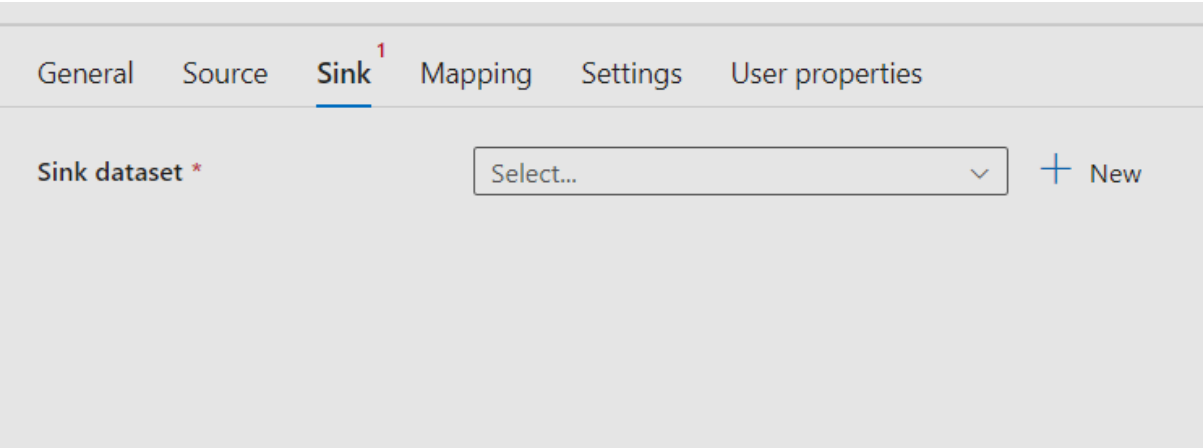 General Source Sink 1 Mapping Settings User properties
Sink dataset * Select... + New